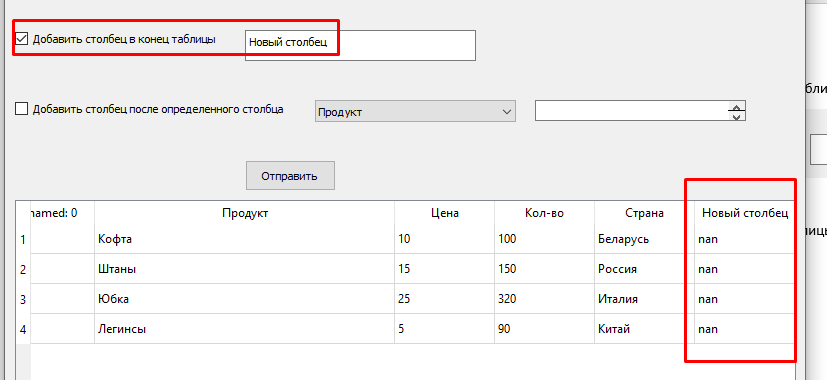 Добавить столбец в конец таблицы Новый столбец
бли
Добавить столбец после определенного столбца Продукт
Отправить
named: 0 Продукт Цена Кол-во Страна Новый столбец
лицы
1 Кофта 10 100 Беларусь nan
2 Штаны 15 150 Россия nan
3 Юбка 25 320 Италия nan
4 Легинсы 5 90 Китай nan